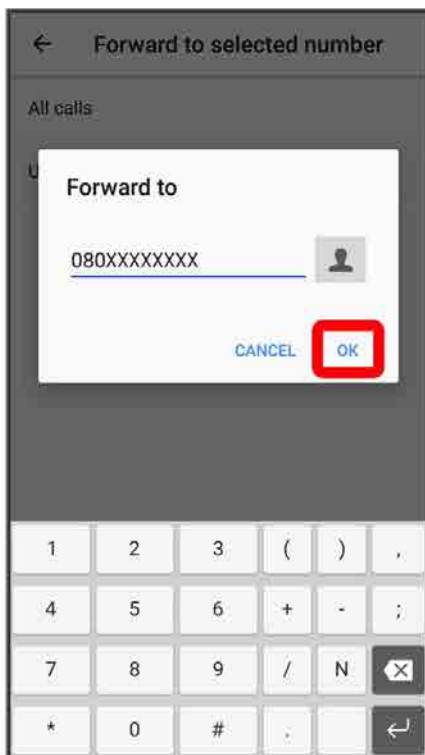 Forward to selected number
All calls
U
Forward to
080XXXXXXXX
CANCEL OK
1 2 3 ( ) ,
4 5 6 + - ;
7 8 9 / N
* 0 # .